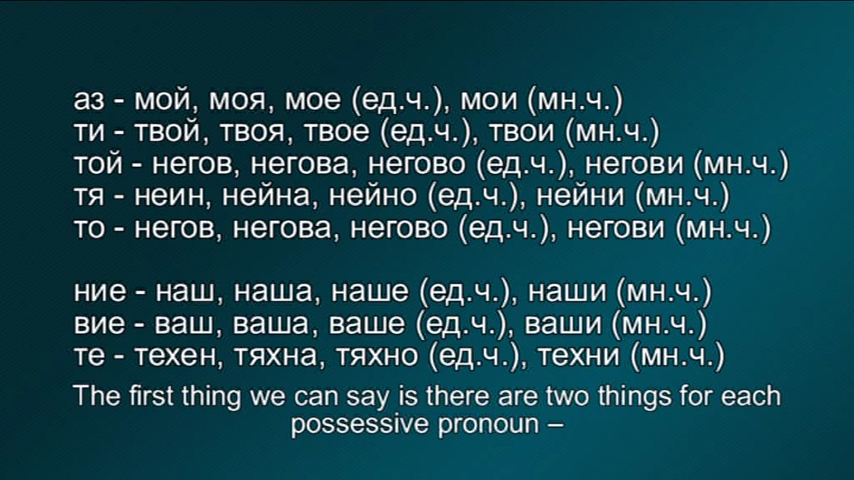 аз - мой, моя, мое (ед.ч.), мои (мн.ч.)
ти - твой, твоя, твое (ед.ч.), твои (мн.ч.)
той - негов, негова, негово (ед.ч.), негови (мн.ч.)
тя - неин, нейна, нейно (ед.ч.), нейни (мн.ч.)
то - негов, негова, негово (ед.ч.), негови (мн.ч.)
ние - наш, наша, наше (ед.ч.), наши (мн.ч.)
вие - ваш, ваша, ваше (ед.ч.), ваши (мн.ч.)
те - техен, тяхна, тяхно (ед.ч.), техни (мн.ч.)
The first thing we can say is there are two things for each
possessive pronoun –